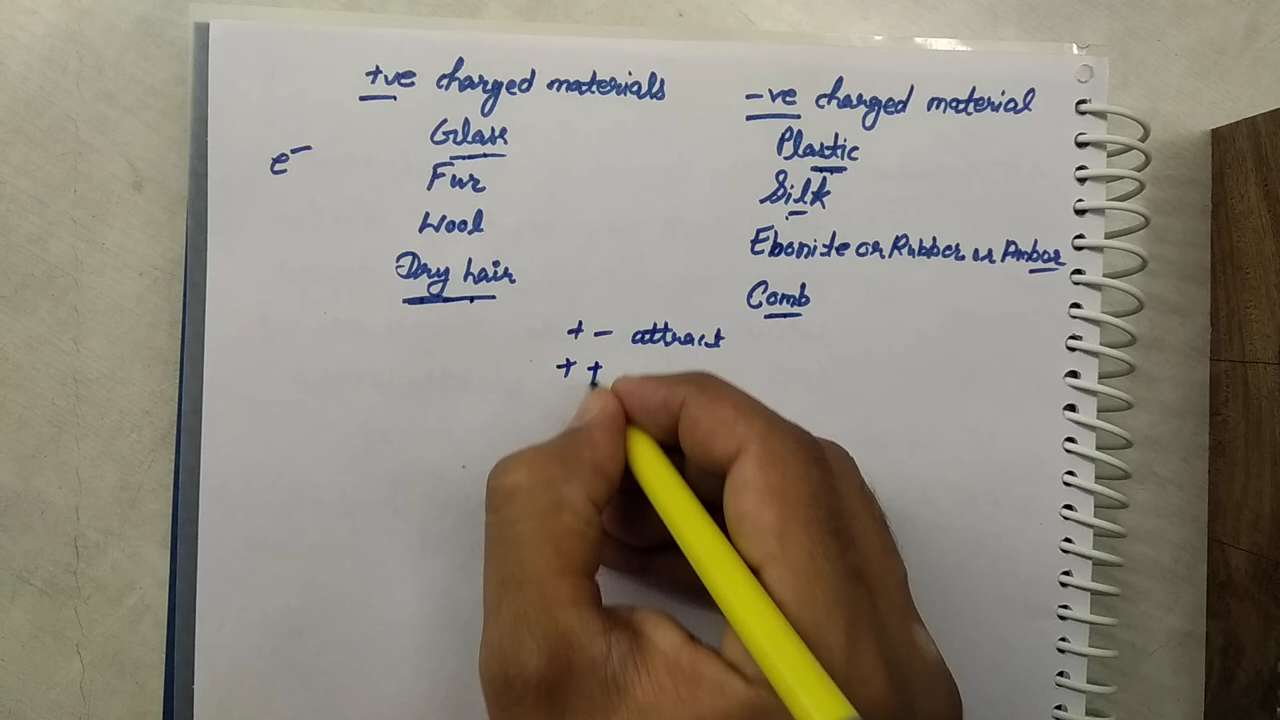 +ve charged materials
Glass
e⁻
Fur
Wool
Dry hair
-ve charged material
Plastic
Silk
Ebonite or Rubber or Ambar
Comb
+ - attract
+ +